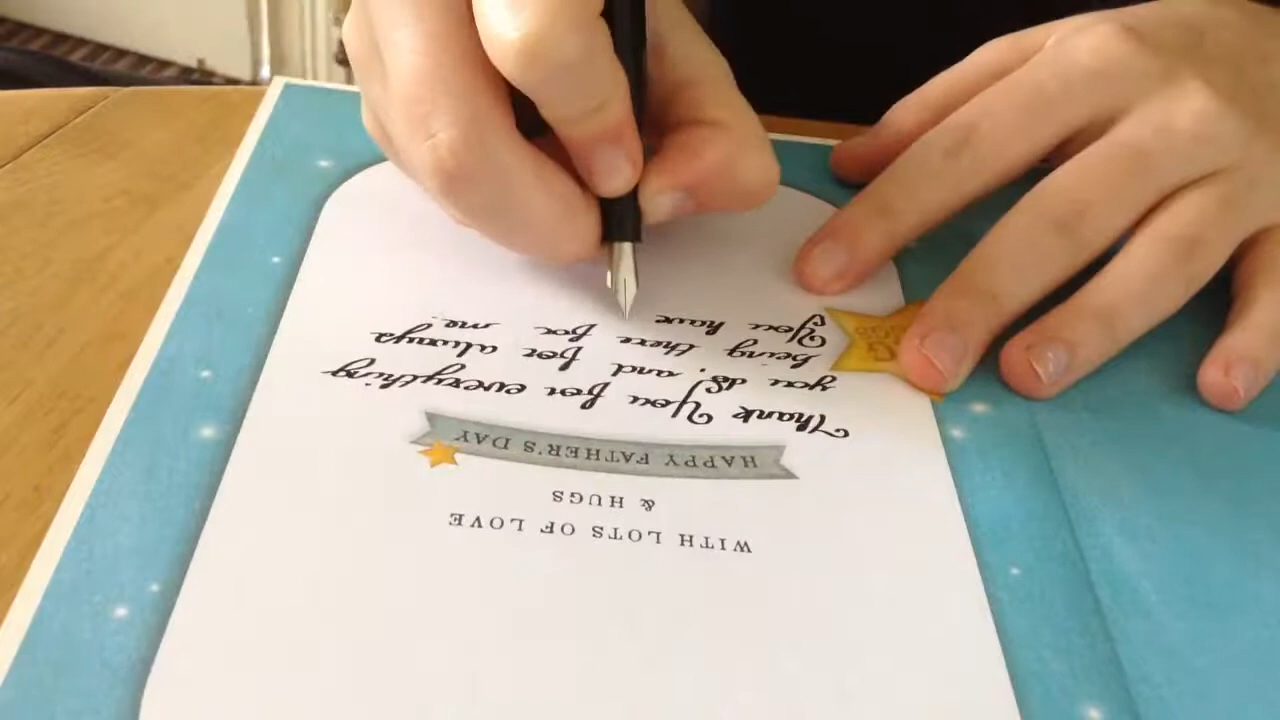 WITH LOTS OF LOVE
& HUGS
HAPPY FATHER'S DAY
Thank You for everything
you do, and for always
being there for me.
You have